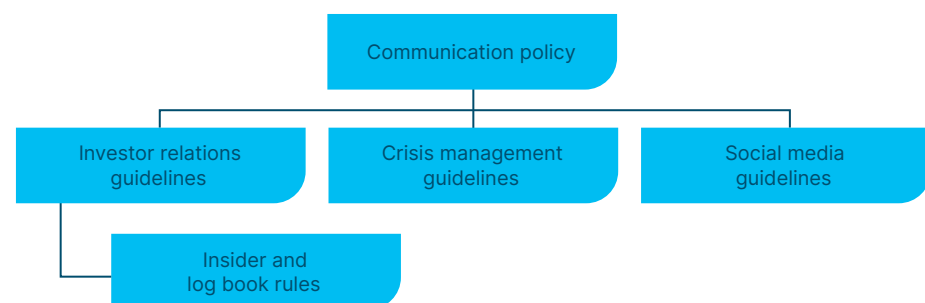 Communication policy
Investor relations
guidelines
Crisis management
guidelines
Social media
guidelines
Insider and
log book rules